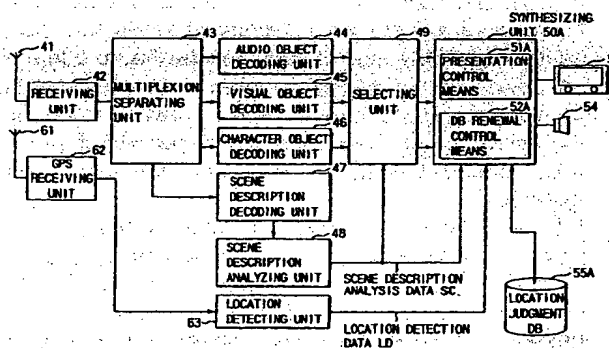 SYNTHESIZING
UNIT 50A
41
42
RECEIVING
UNIT
61
62
GPS
RECEIVING
UNIT
43
MULTIPLEXION
SEPARATING
UNIT
44
AUDIO OBJECT
DECODING UNIT
45
VISUAL OBJECT
DECODING UNIT
46
CHARACTER OBJECT
DECODING UNIT
47
SCENE
DESCRIPTION
DECODING UNIT
48
SCENE
DESCRIPTION
ANALYZING UNIT
63
LOCATION
DETECTING UNIT
49
SELECTING
UNIT
51A
PRESENTATION
CONTROL
MEANS
52A
DB RENEWAL
CONTROL
MEANS
54
SCENE DESCRIPTION
ANALYSIS DATA SC
LOCATION DETECTION
DATA LD
55A
LOCATION
JUDGMENT
DB